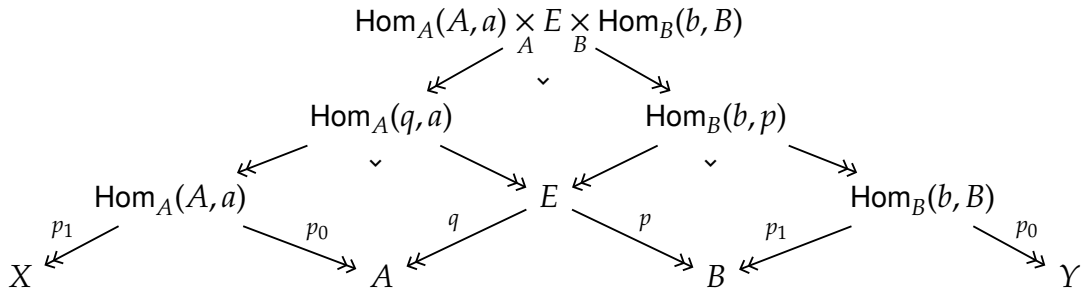 Hom_A(A, a) ×_A E ×_B Hom_B(b, B)
Hom_A(q, a) Hom_B(b, p)
Hom_A(A, a) E Hom_B(b, B)
p_1 p_0 q p p_1 p_0
X A B Y